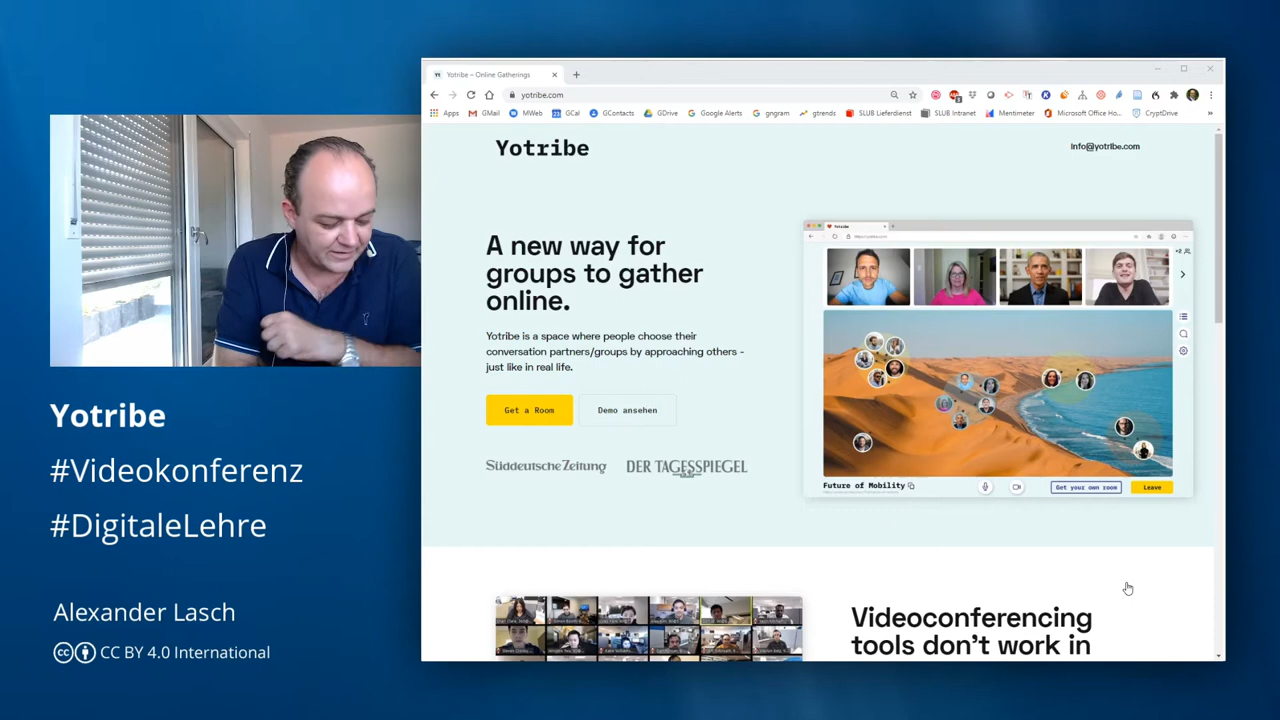 Yotribe – Online Gatherings
yotribe.com
Apps
GMail
MWeb
GCal
GContacts
GDrive
Google Alerts
gngram
gtrends
SLUB Lieferdienst
SLUB Intranet
Mentimeter
Microsoft Office Ho...
CryptDrive
Yotribe
info@yotribe.com
A new way for
groups to gather
online.
Yotribe is a space where people choose their
conversation partners/groups by approaching others -
just like in real life.
Get a Room
Demo ansehen
Süddeutsche Zeitung
DER TAGESSPIEGEL
Yotribe
Future of Mobility
Get your own room
Leave
Videoconferencing
tools don't work in
Yotribe
#Videokonferenz
#DigitaleLehre
Alexander Lasch
CC BY 4.0 International